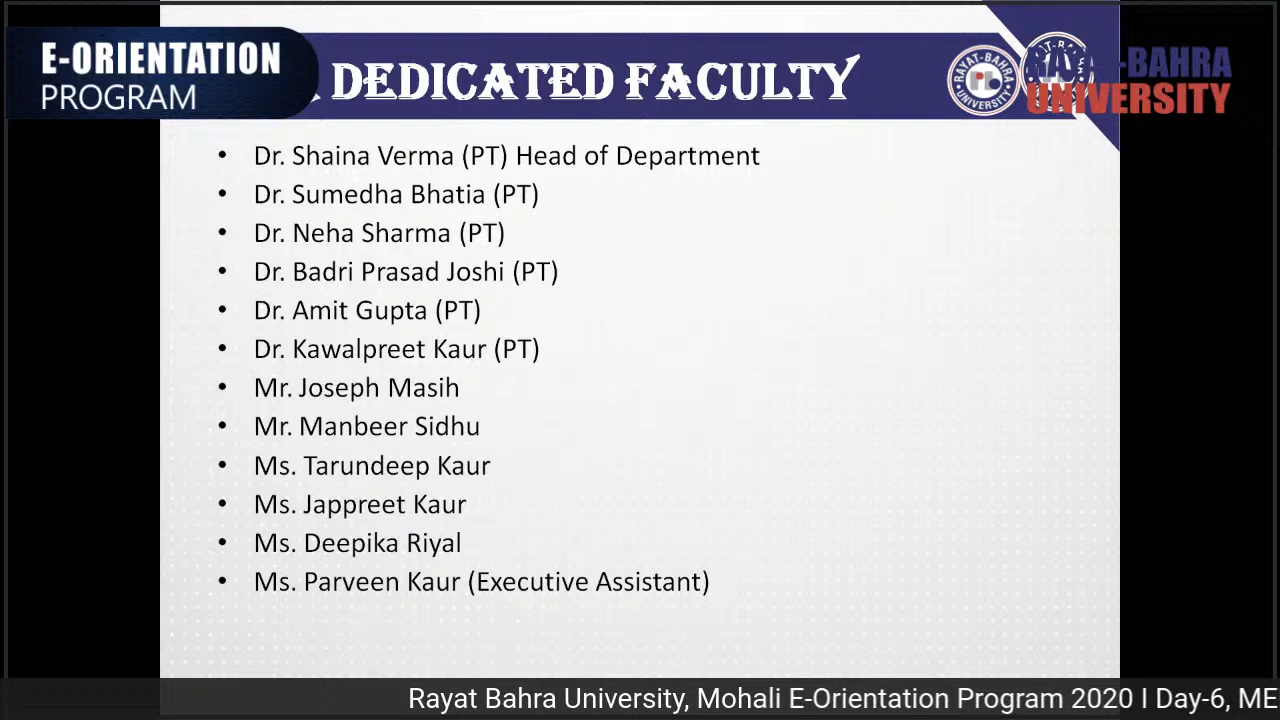 E-ORIENTATION
PROGRAM
DEDICATED FACULTY
RAYAT-BAHRA
UNIVERSITY
-BAHRA
UNIVERSITY
• Dr. Shaina Verma (PT) Head of Department
• Dr. Sumedha Bhatia (PT)
• Dr. Neha Sharma (PT)
• Dr. Badri Prasad Joshi (PT)
• Dr. Amit Gupta (PT)
• Dr. Kawalpreet Kaur (PT)
• Mr. Joseph Masih
• Mr. Manbeer Sidhu
• Ms. Tarundeep Kaur
• Ms. Jappreet Kaur
• Ms. Deepika Riyal
• Ms. Parveen Kaur (Executive Assistant)
Rayat Bahra University, Mohali E-Orientation Program 2020 I Day-6, ME